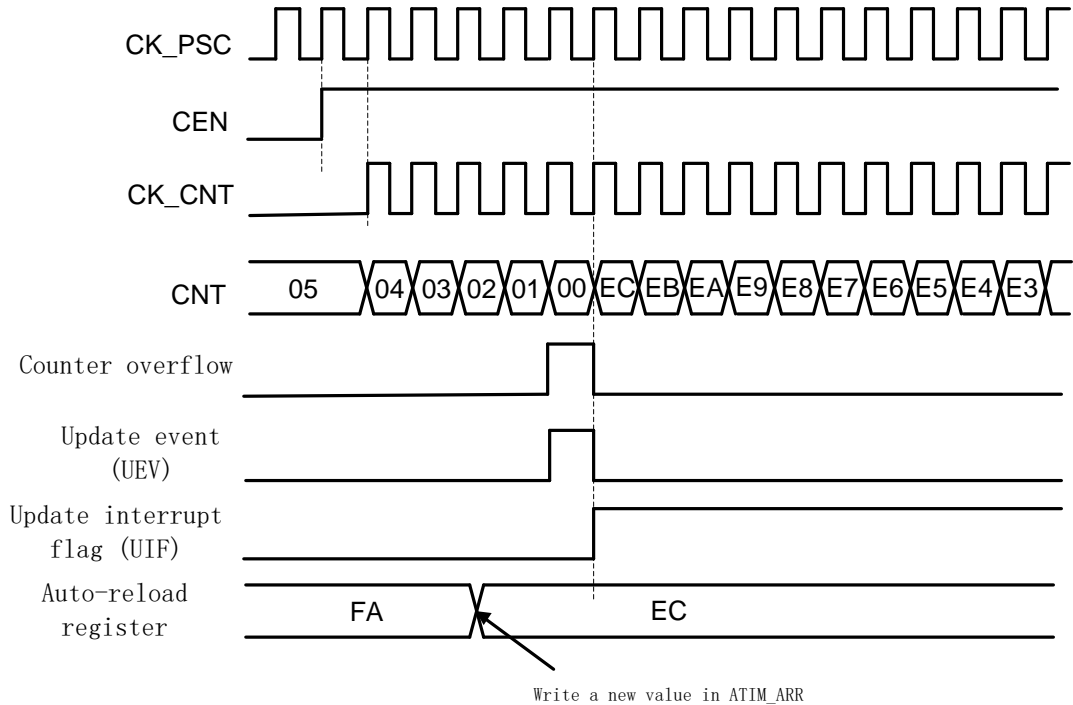 CK_PSC
CEN
CK_CNT
CNT
05 04 03 02 01 00 EC EB EA E9 E8 E7 E6 E5 E4 E3
Counter overflow
Update event
(UEV)
Update interrupt
flag (UIF)
Auto-reload
register
FA EC
Write a new value in ATIM_ARR